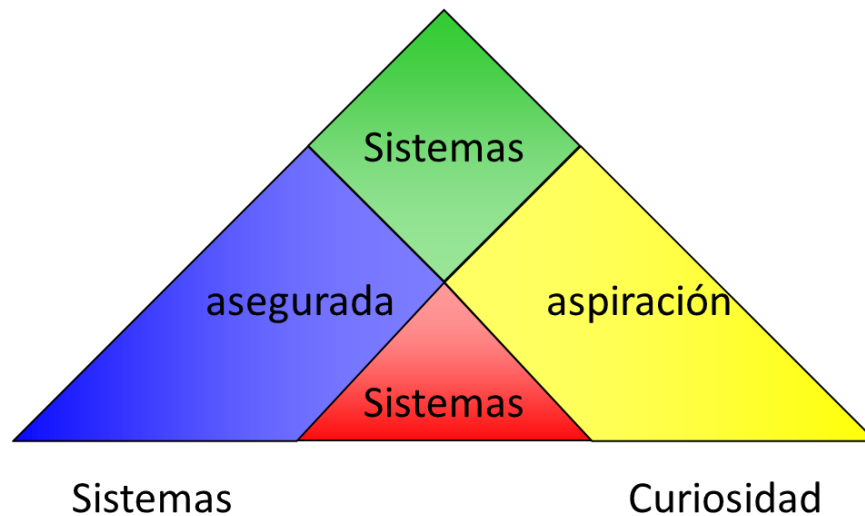 Sistemas
asegurada
aspiración
Sistemas
Sistemas
Curiosidad